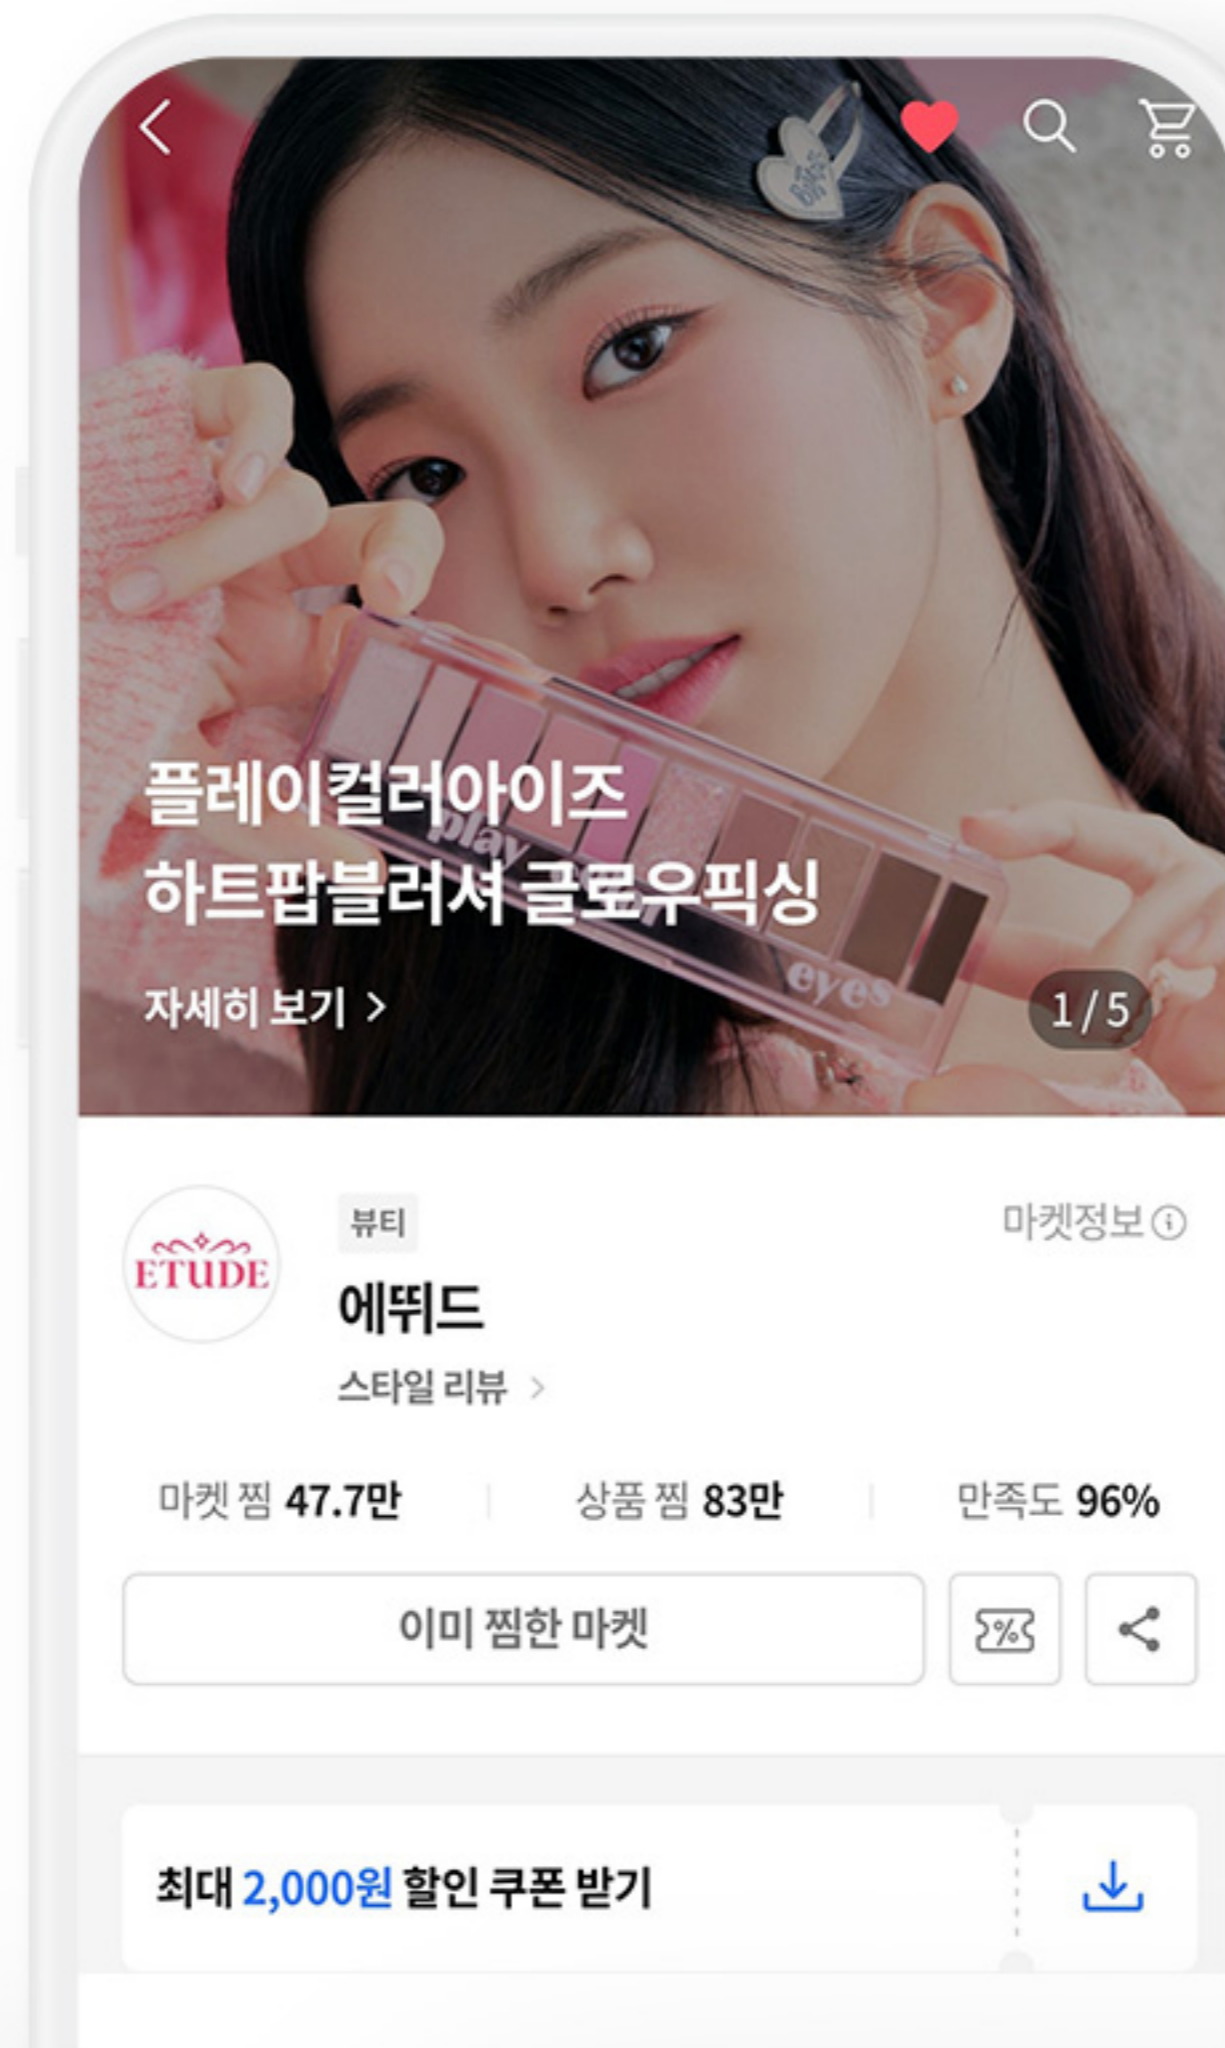 플레이컬러아이즈
하트팝블러셔 글로우픽싱
play
eyes
자세히 보기
1/5
ETUDE
뷰티
마켓정보
에뛰드
스타일 리뷰
마켓 찜 47.7만
상품 찜 83만
만족도 96%
이미 찜한 마켓
최대 2,000원 할인 쿠폰 받기